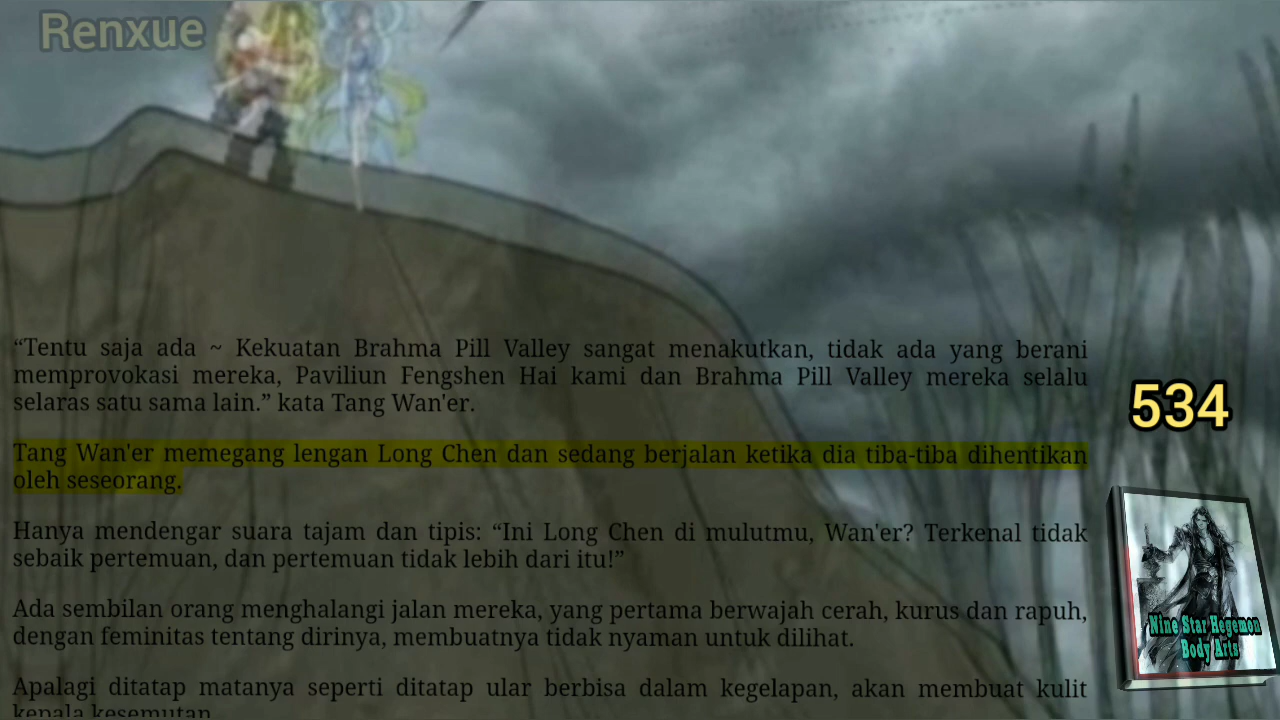 Renxue
“Tentu saja ada ~ Kekuatan Brahma Pill Valley sangat menakutkan, tidak ada yang berani
memprovokasi mereka, Paviliun Fengshen Hai kami dan Brahma Pill Valley mereka selalu
selaras satu sama lain.” kata Tang Wan'er.
Tang Wan'er memegang lengan Long Chen dan sedang berjalan ketika dia tiba-tiba dihentikan
oleh seseorang.
Hanya mendengar suara tajam dan tipis: “Ini Long Chen di mulutmu, Wan'er? Terkenal tidak
sebaik pertemuan, dan pertemuan tidak lebih dari itu!”
Ada sembilan orang menghalangi jalan mereka, yang pertama berwajah cerah, kurus dan rapuh,
dengan feminitas tentang dirinya, membuatnya tidak nyaman untuk dilihat.
Apalagi ditatap matanya seperti ditatap ular berbisa dalam kegelapan, akan membuat kulit
kepala kesemutan.
534
Nine Star Hegemon
Body Arts